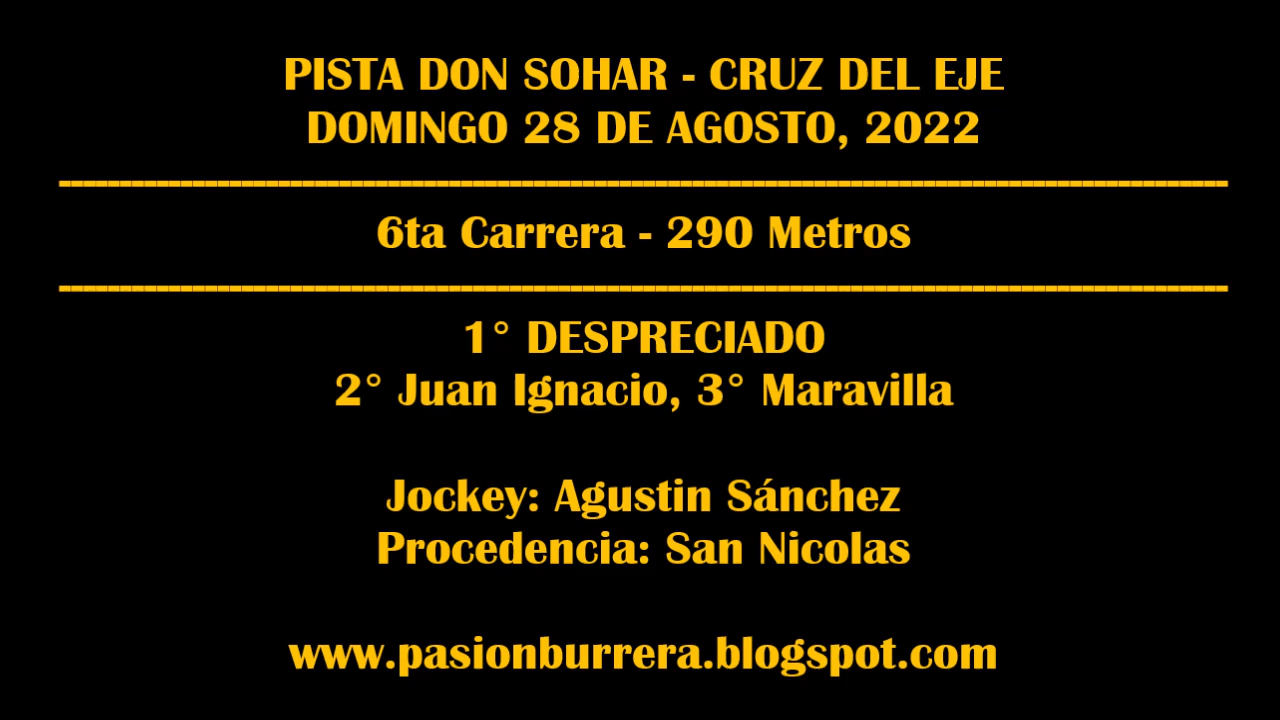 PISTA DON SOHAR - CRUZ DEL EJE
DOMINGO 28 DE AGOSTO, 2022
6ta Carrera - 290 Metros
1° DESPRECIADO
2° Juan Ignacio, 3° Maravilla
Jockey: Agustin Sánchez
Procedencia: San Nicolas
www.pasionburrera.blogspot.com